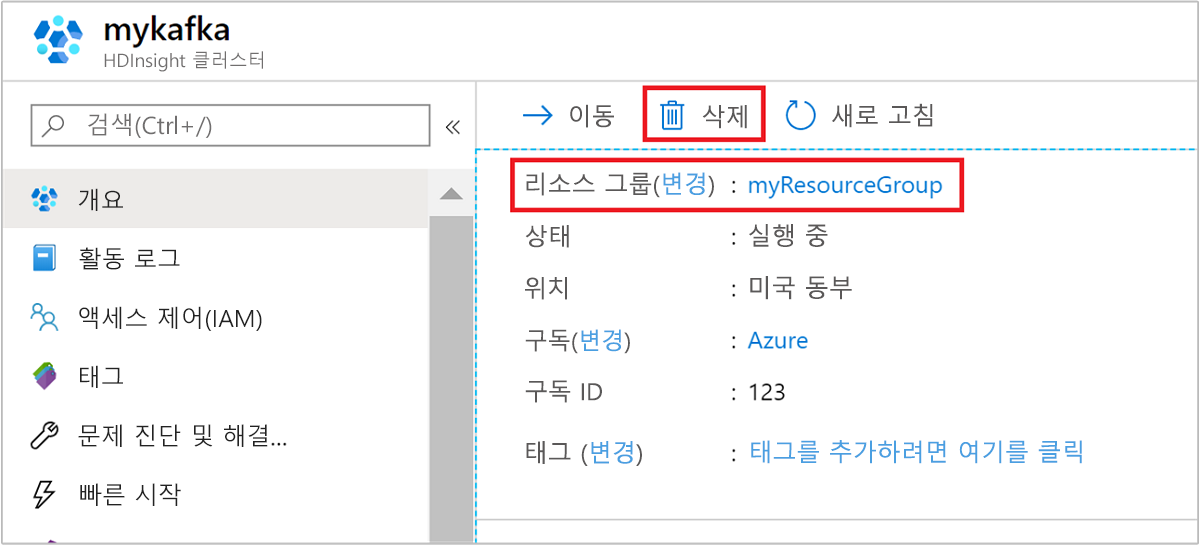 mykafka
HDInsight 클러스터
검색(Ctrl+/)
«
개요
활동 로그
액세스 제어(IAM)
태그
문제 진단 및 해결...
빠른 시작
이동 삭제 새로 고침
리소스 그룹(변경) : myResourceGroup
상태 : 실행 중
위치 : 미국 동부
구독(변경) : Azure
구독 ID : 123
태그 (변경) : 태그를 추가하려면 여기를 클릭